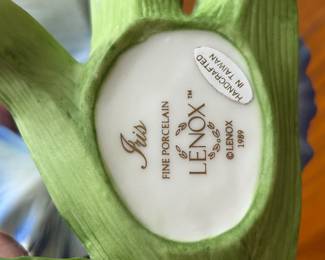 Iris
FINE PORCELAIN
LENOX™
© LENOX
1989
HANDCRAFTED
IN TAIWAN